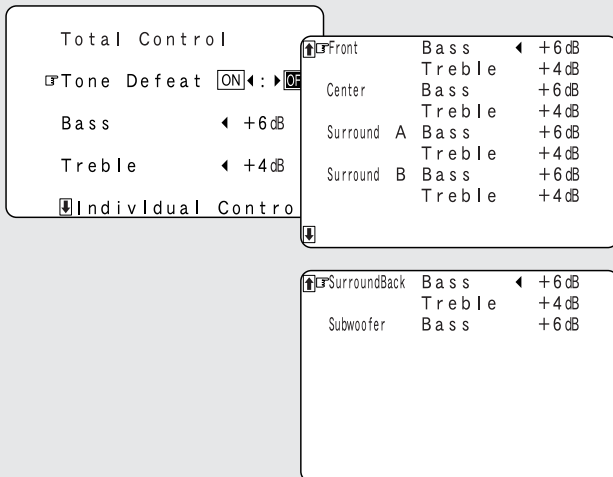 Total Control
☞Tone Defeat ON◀:▶
Bass ◀ +6dB
Treble ◀ +4dB
Individual
☞Front Bass ◀ +6dB
Treble +4dB
Center Bass +6dB
Treble +4dB
Surround A Bass +6dB
Treble +4dB
Surround B Bass +6dB
Treble +4dB
☞SurroundBack Bass ◀ +6dB
Treble +4dB
Subwoofer Bass +6dB